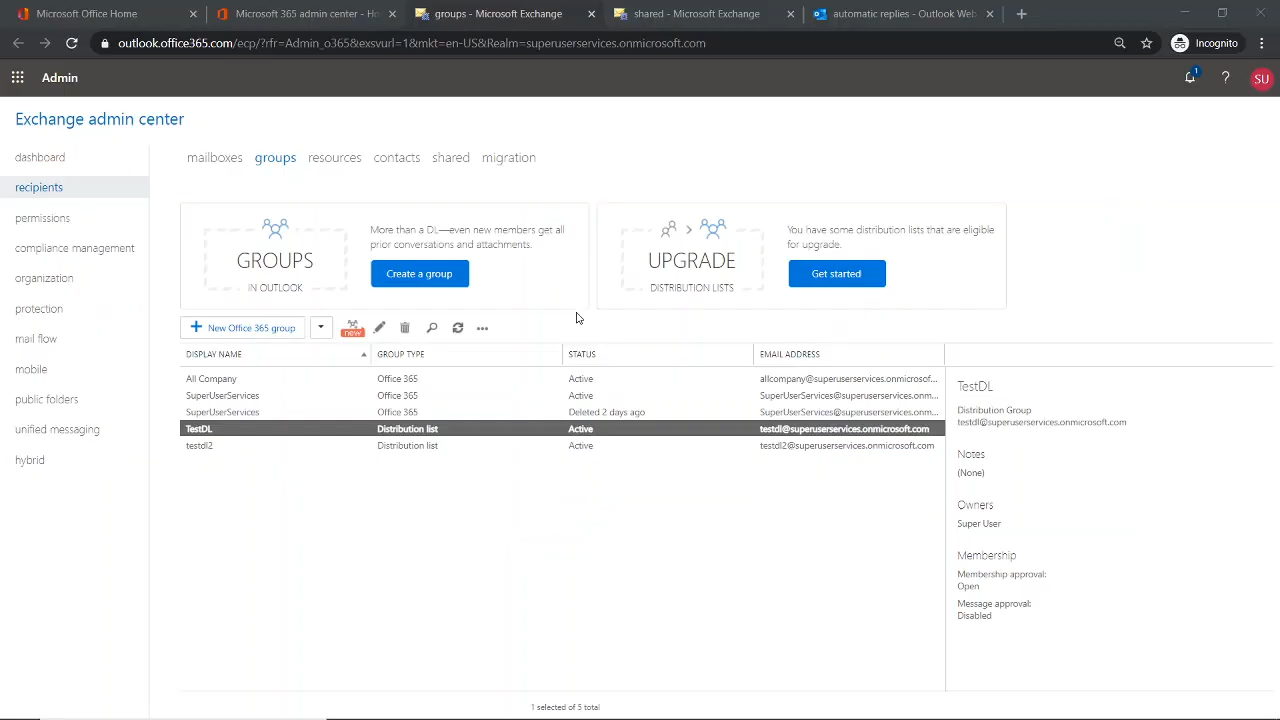 Microsoft Office Home
Microsoft 365 admin center - Ho
groups - Microsoft Exchange
shared - Microsoft Exchange
automatic replies - Outlook Web
outlook.office365.com/ecp/?rfr=Admin_o365&exsvurl=1&mkt=en-US&Realm=superuserservices.onmicrosoft.com
Incognito
Admin
1
?
SU
Exchange admin center
dashboard
recipients
permissions
compliance management
organization
protection
mail flow
mobile
public folders
unified messaging
hybrid
mailboxes groups resources contacts shared migration
GROUPS
IN OUTLOOK
More than a DL—even new members get all
prior conversations and attachments.
Create a group
UPGRADE
DISTRIBUTION LISTS
You have some distribution lists that are eligible
for upgrade.
Get started
New Office 365 group
new
DISPLAY NAME GROUP TYPE STATUS EMAIL ADDRESS
All Company Office 365 Active allcompany@superuserservices.onmicrosof...
SuperUserServices Office 365 Active SuperUserServices@superuserservices.onm...
SuperUserServices Office 365 Deleted 2 days ago SuperUserServices@superuserservices.onm...
TestDL Distribution list Active testdl@superuserservices.onmicrosoft.com
testdl2 Distribution list Active testdl2@superuserservices.onmicrosoft.com
TestDL
Distribution Group
testdl@superuserservices.onmicrosoft.com
Notes
(None)
Owners
Super User
Membership
Membership approval:
Open
Message approval:
Disabled
1 selected of 5 total